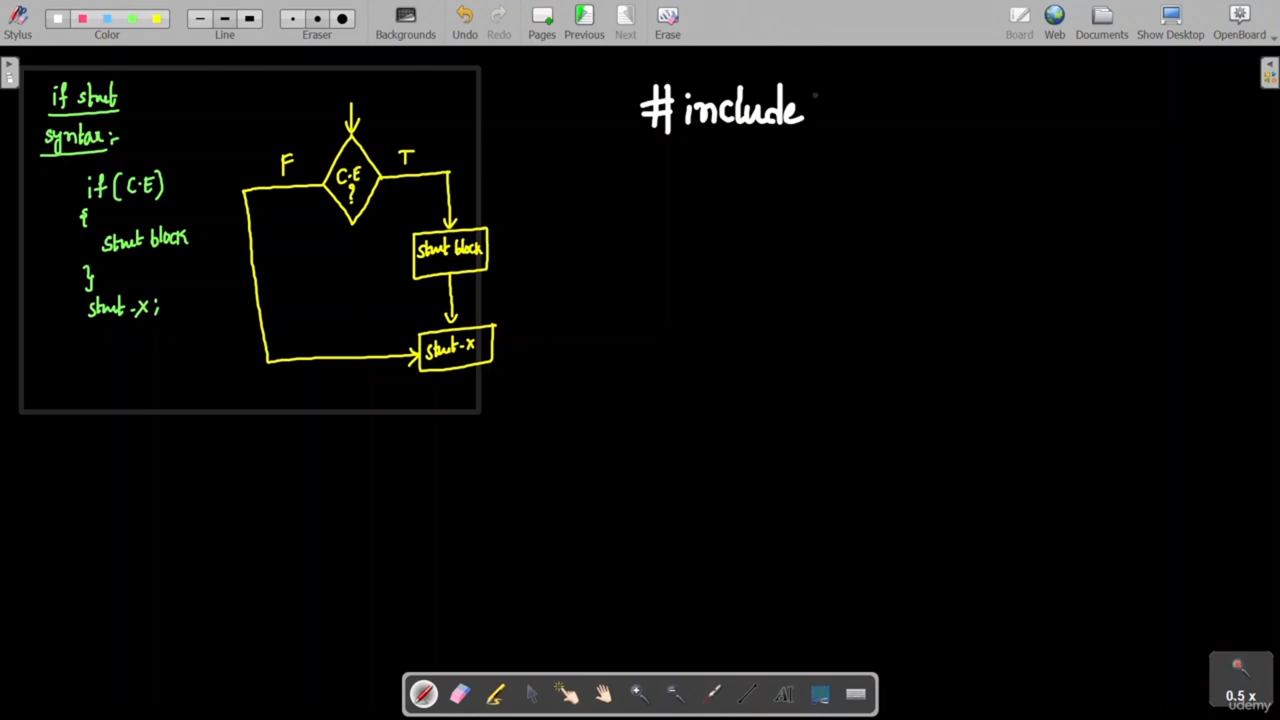 Stylus
Color
Line
Eraser
Backgrounds
Undo
Redo
Pages
Previous
Next
Erase
Board
Web
Documents
Show Desktop
OpenBoard
if stmt
syntax:-
if (C.E)
{
stmt block
}
stmt-x;
F
T
C.E
?
stmt block
stmt-x
#include
0.5 x
udemy